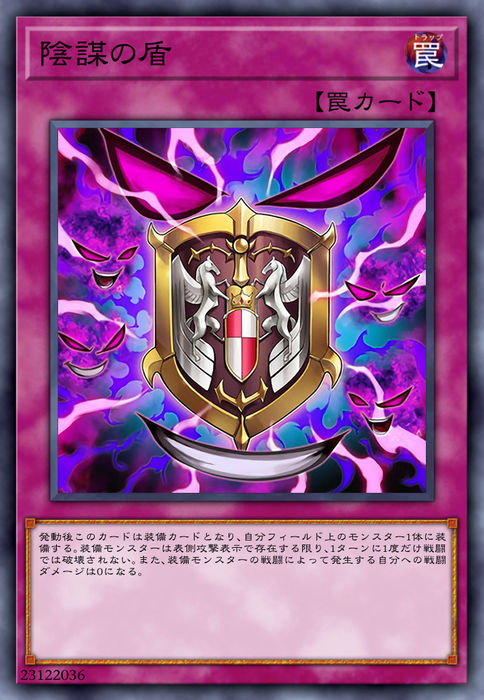 陰謀の盾
トラップ
罠
【罠カード】
発動後このカードは装備カードとなり、自分フィールド上のモンスター1体に装
備する。装備モンスターは表側攻撃表示で存在する限り、1ターンに1度だけ戦闘
では破壊されない。また、装備モンスターの戦闘によって発生する自分への戦闘
ダメージは0になる。
23122036